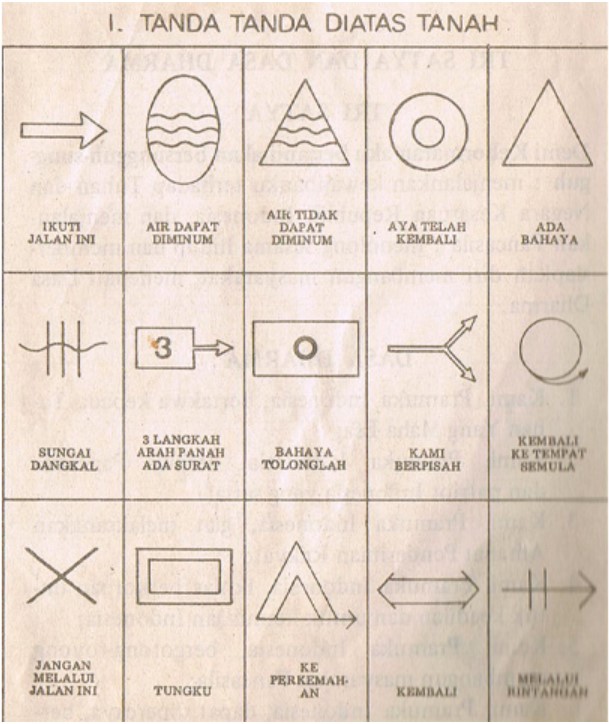 I. TANDA TANDA DIATAS TANAH
IKUTI
JALAN INI
AIR DAPAT
DIMINUM
AIR TIDAK
DAPAT
DIMINUM
AYA TELAH
KEMBALI
ADA
BAHAYA
3
SUNGAI
DANGKAL
3 LANGKAH
ARAH PANAH
ADA SURAT
BAHAYA
TOLONGLAH
KAMI
BERPISAH
KEMBALI
KE TEMPAT
SEMULA
JANGAN
MELALUI
JALAN INI
TUNGKU
KE
PERKEMAH-
AN
KEMBALI
MELALUI
RINTANGAN